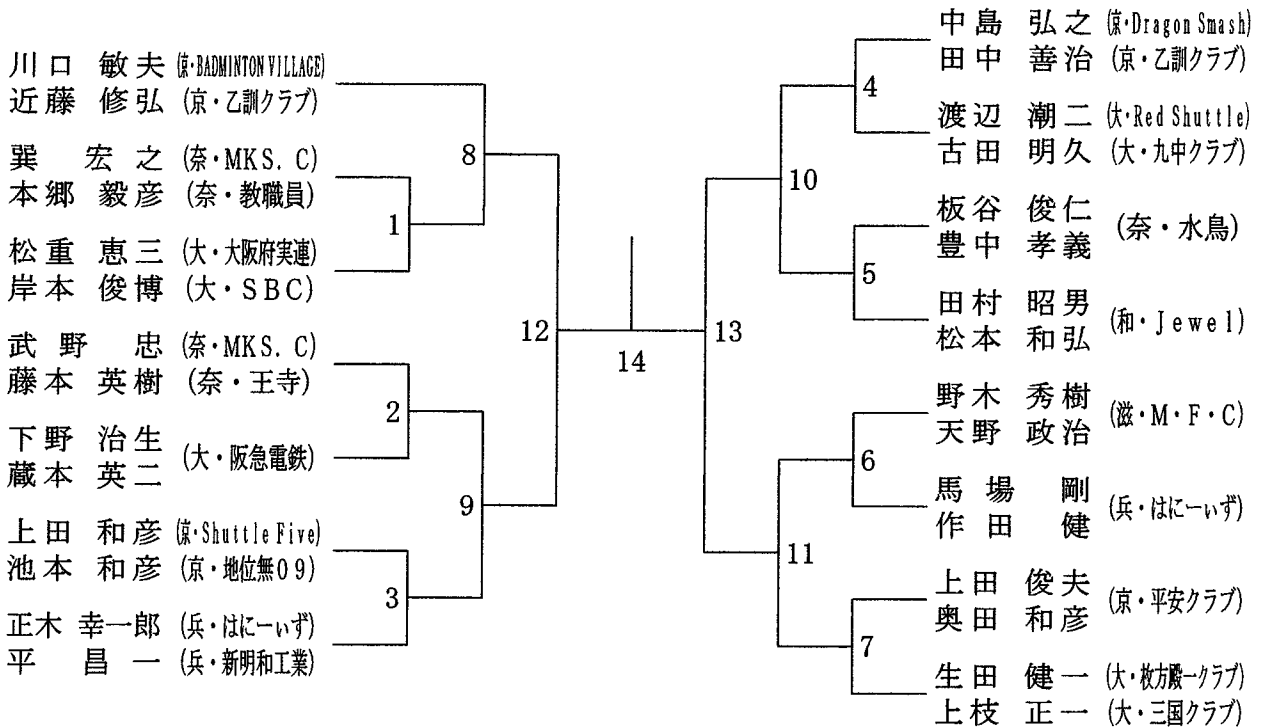 川口 敏夫 (京・BADMINTON VILLAGE)
近藤 修弘 (京・乙訓クラブ)
巽 宏之 (奈・MKS.C)
本郷 毅彦 (奈・教職員)
松重 恵三 (大・大阪府実連)
岸本 俊博 (大・SBC)
武野 忠 (奈・MKS.C)
藤本 英樹 (奈・王寺)
下野 治生
蔵本 英二
(大・阪急電鉄)
上田 和彦 (京・Shuttle Five)
池本 和彦 (京・地位無09)
正木 幸一郎 (兵・はにーぃず)
平 昌一 (兵・新明和工業)
8
1
2
9
3
12
14
13
10
4
5
11
6
7
中島 弘之 (京・Dragon Smash)
田中 善治 (京・乙訓クラブ)
渡辺 潮二 (大・Red Shuttle)
古田 明久 (大・九中クラブ)
板谷 俊仁
豊中 孝義
(奈・水鳥)
田村 昭男
松本 和弘
(和・Jewel)
野木 秀樹
天野 政治
(滋・M・F・C)
馬場 剛
作田 健
(兵・はにーぃず)
上田 俊夫
奥田 和彦
(京・平安クラブ)
生田 健一 (大・枚方殿一クラブ)
上枝 正一 (大・三国クラブ)